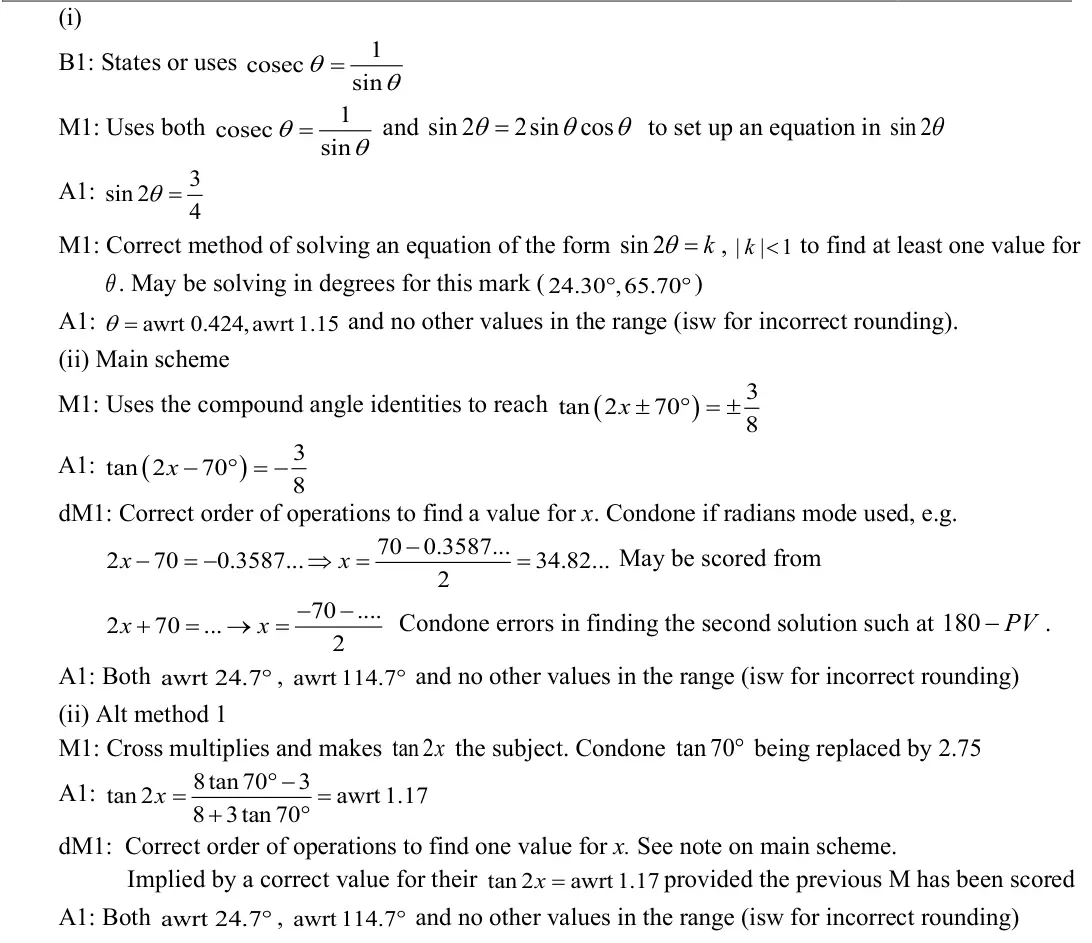 (i)
B1: States or uses cosec θ = 1/sin θ
M1: Uses both cosec θ = 1/sin θ and sin 2θ = 2 sin θ cos θ to set up an equation in sin 2θ
A1: sin 2θ = 3/4
M1: Correct method of solving an equation of the form sin 2θ = k , | k |< 1 to find at least one value for
θ. May be solving in degrees for this mark ( 24.30°, 65.70° )
A1: θ = awrt 0.424, awrt 1.15 and no other values in the range (isw for incorrect rounding).
(ii) Main scheme
M1: Uses the compound angle identities to reach tan (2x ± 70°) = ± 3/8
A1: tan (2x − 70°) = − 3/8
dM1: Correct order of operations to find a value for x. Condone if radians mode used, e.g.
2x − 70 = −0.3587... ⇒ x = (70 − 0.3587...)/2 = 34.82... May be scored from
2x + 70 = ... → x = (−70 − ....)/2 Condone errors in finding the second solution such at 180 − PV .
A1: Both awrt 24.7° , awrt 114.7° and no other values in the range (isw for incorrect rounding)
(ii) Alt method 1
M1: Cross multiplies and makes tan 2x the subject. Condone tan 70° being replaced by 2.75
A1: tan 2x = (8 tan 70° − 3)/(8 + 3 tan 70°) = awrt 1.17
dM1: Correct order of operations to find one value for x. See note on main scheme.
Implied by a correct value for their tan 2x = awrt 1.17 provided the previous M has been scored
A1: Both awrt 24.7° , awrt 114.7° and no other values in the range (isw for incorrect rounding)